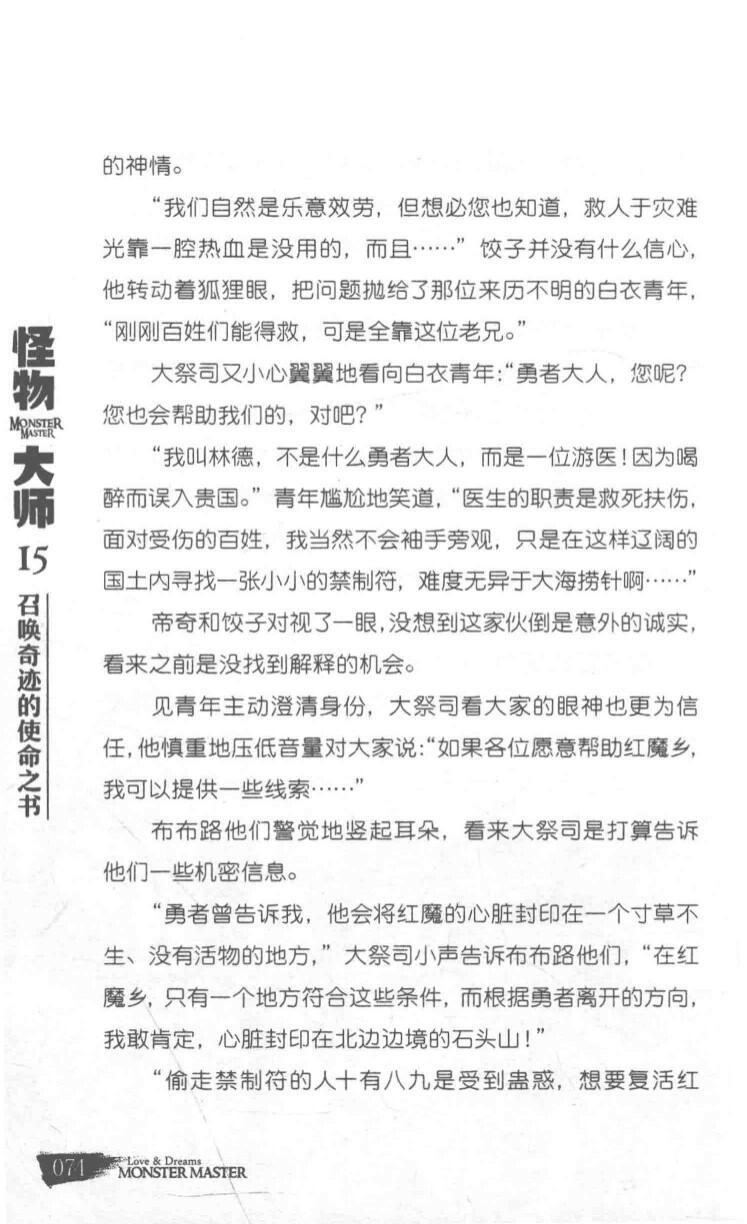 的神情。
“我们自然是乐意效劳，但想必您也知道，救人于灾难
光靠一腔热血是没用的，而且……” 饺子并没有什么信心，
他转动着狐狸眼，把问题抛给了那位来历不明的白衣青年，
“刚刚百姓们能得救，可是全靠这位老兄。”
大祭司又小心翼翼地看向白衣青年：“勇者大人，您呢？
您也会帮助我们的，对吧？”
“我叫林德，不是什么勇者大人，而是一位游医！因为喝
醉而误入贵国。” 青年尴尬地笑道，“医生的职责是救死扶伤，
面对受伤的百姓，我当然不会袖手旁观，只是在这样辽阔的
国土内寻找一张小小的禁制符，难度无异于大海捞针啊……”
帝奇和饺子对视了一眼，没想到这家伙倒是意外的诚实，
看来之前是没找到解释的机会。
见青年主动澄清身份，大祭司看大家的眼神也更为信
任，他慎重地压低音量对大家说：“如果各位愿意帮助红魔乡，
我可以提供一些线索……”
布布路他们警觉地竖起耳朵，看来大祭司是打算告诉
他们一些机密信息。
“勇者曾告诉我，他会将红魔的心脏封印在一个寸草不
生、没有活物的地方，” 大祭司小声告诉布布路他们，“在红
魔乡，只有一个地方符合这些条件，而根据勇者离开的方向，
我敢肯定，心脏封印在北边边境的石头山！”
“偷走禁制符的人十有八九是受到蛊惑，想要复活红
怪物
MONSTER
MASTER
大师
15
召唤奇迹的使命之书
074
Love & Dreams
MONSTER MASTER